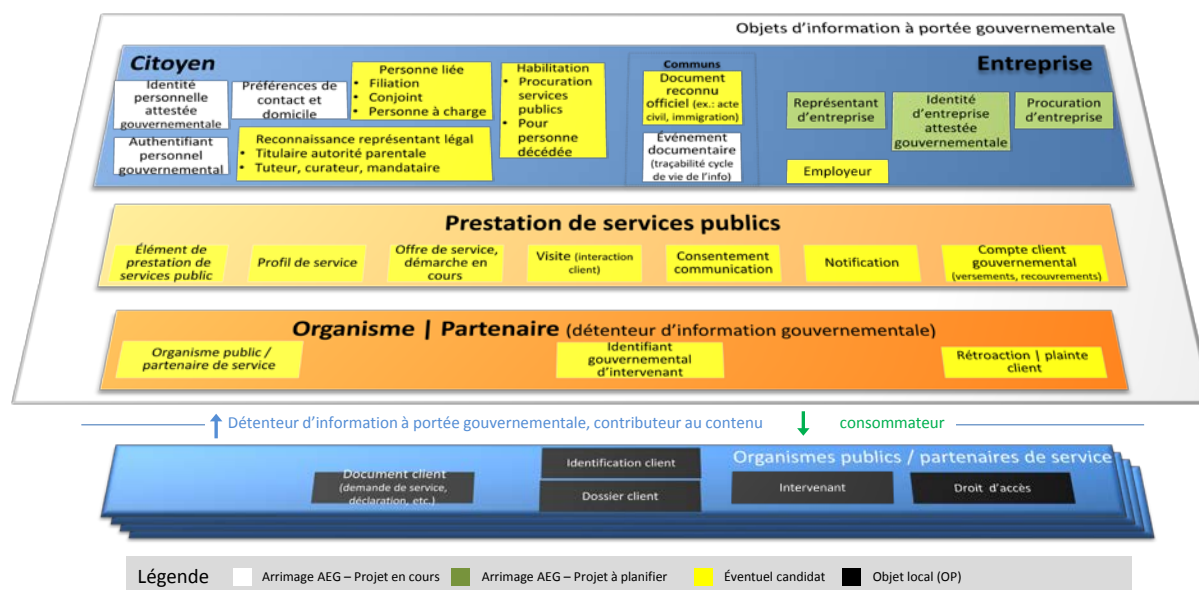 Objets d'information à portée gouvernementale
Citoyen
Identité
personnelle
attestée
gouvernementale
Authentifiant
personnel
gouvernemental
Préférences de
contact et
domicile
Personne liée
• Filiation
• Conjoint
• Personne à charge
Reconnaissance représentant légal
• Titulaire autorité parentale
• Tuteur, curateur, mandataire
Habilitation
• Procuration
services
publics
• Pour
personne
décédée
Communs
Document
reconnu
officiel (ex.: acte
civil, immigration)
Événement
documentaire
(traçabilité cycle
de vie de l'info)
Entreprise
Représentant
d'entreprise
Identité
d'entreprise
attestée
gouvernementale
Procuration
d'entreprise
Employeur
Prestation de services publics
Élément de
prestation de
services public
Profil de service
Offre de service,
démarche en
cours
Visite (interaction
client)
Consentement
communication
Notification
Compte client
gouvernemental
(versements, recouvrements)
Organisme | Partenaire (détenteur d'information gouvernementale)
Organisme public /
partenaire de service
Identifiant
gouvernemental
d'intervenant
Rétroaction | plainte
client
Détenteur d'information à portée gouvernementale, contributeur au contenu
consommateur
Organismes publics / partenaires de service
Document client
(demande de service,
déclaration, etc.)
Identification client
Dossier client
Intervenant
Droit d'accès
Légende
Arrimage AEG – Projet en cours
Arrimage AEG – Projet à planifier
Éventuel candidat
Objet local (OP)